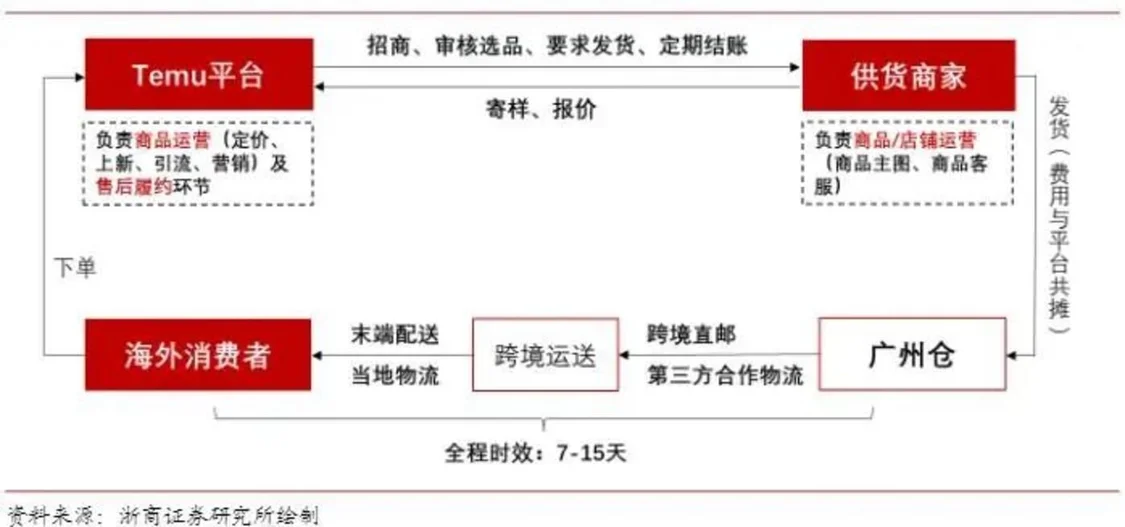 招商、审核选品、要求发货、定期结账
Temu平台
供货商家
寄样、报价
负责商品运营（定价、
上新、引流、营销）及
售后履约环节
负责商品/店铺运营
（商品主图、商品客
服）
发货（费用与平台共摊）
下单
海外消费者
末端配送
当地物流
跨境运送
跨境直邮
第三方合作物流
广州仓
全程时效：7-15天
资料来源：浙商证券研究所绘制